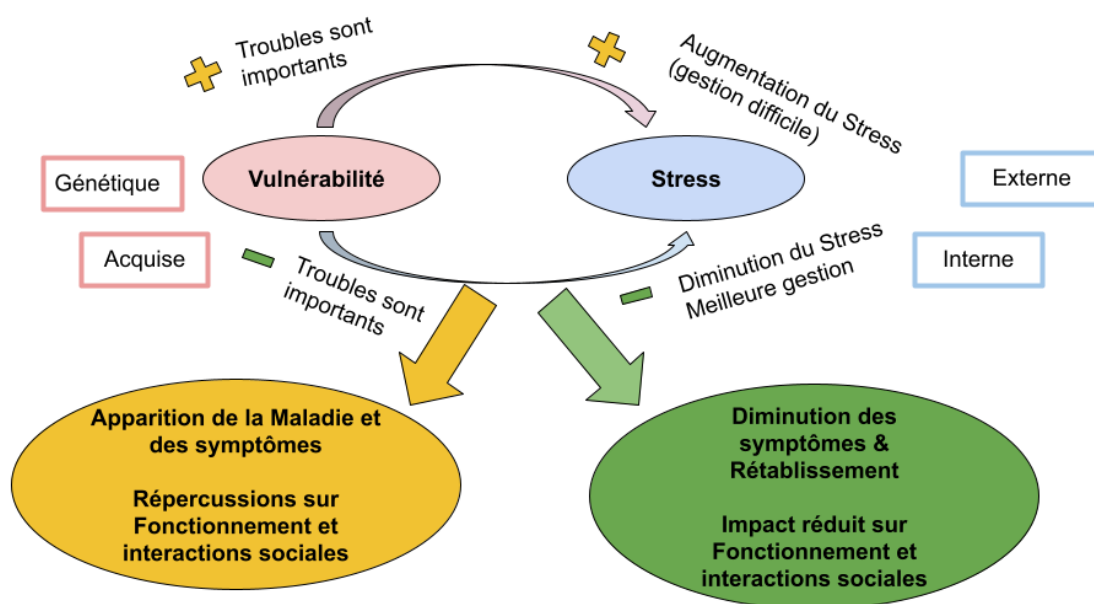 Troubles sont
importants
Augmentation du Stress
(gestion difficile)
Génétique
Vulnérabilité
Stress
Externe
Acquise
Troubles sont
importants
Diminution du Stress
Meilleure gestion
Interne
Apparition de la Maladie et
des symptômes
Répercussions sur
Fonctionnement et
interactions sociales
Diminution des
symptômes &
Rétablissement
Impact réduit sur
Fonctionnement et
interactions sociales